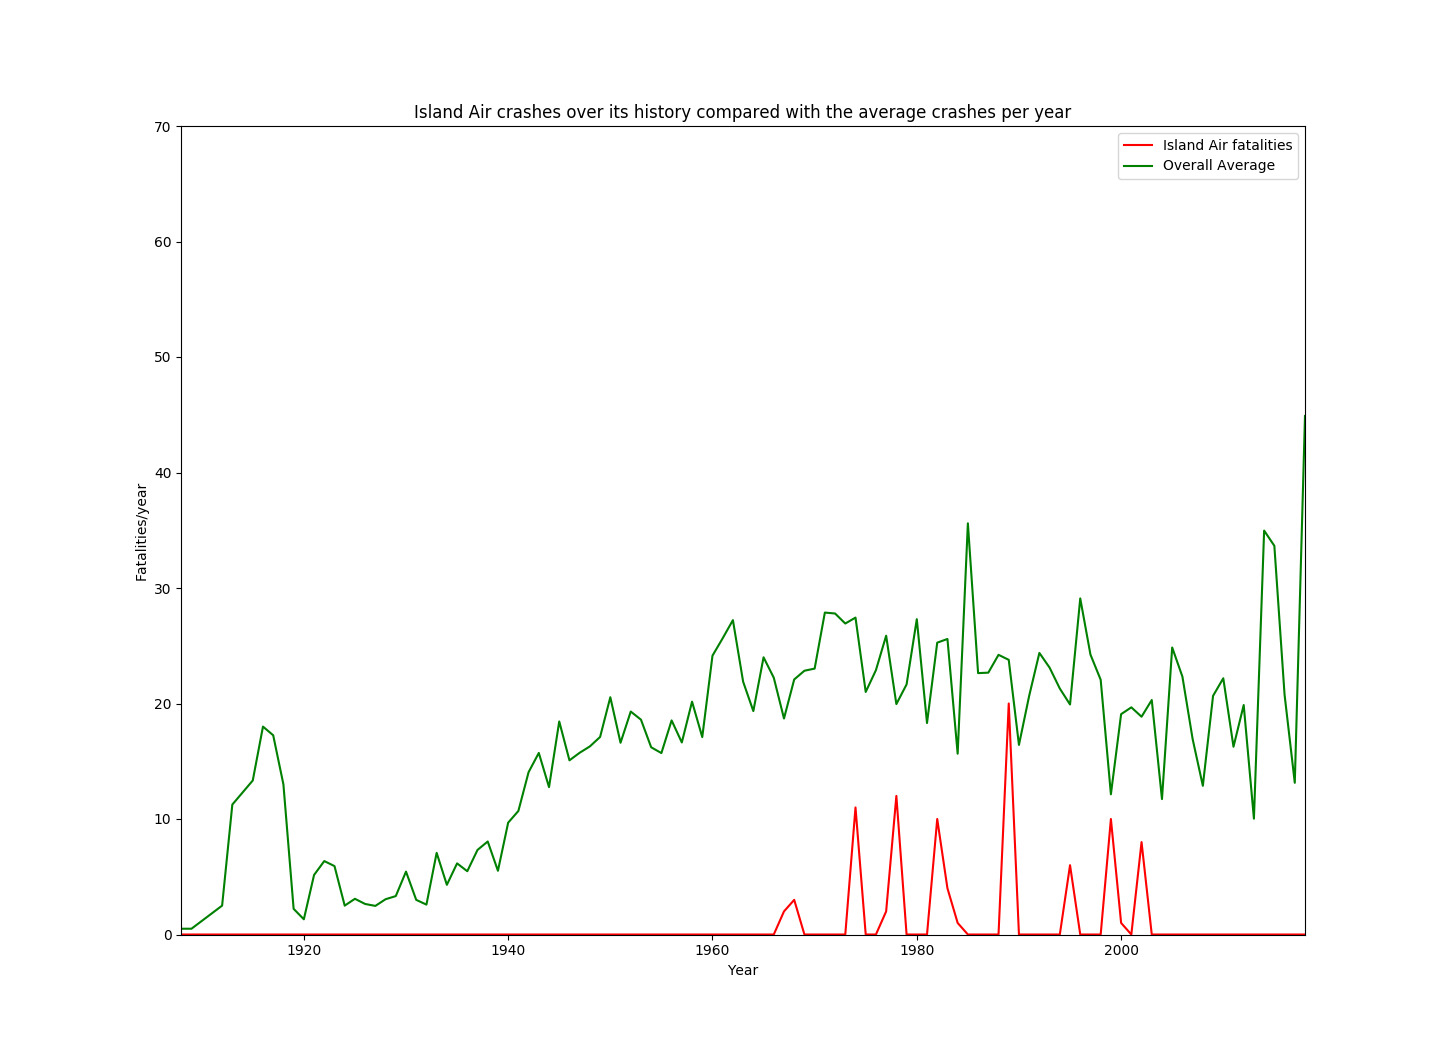 Island Air crashes over its history compared with the average crashes per year
Island Air fatalities
Overall Average
70
60
50
40
30
20
10
0
Fatalities/year
1920 1940 1960 1980 2000
Year